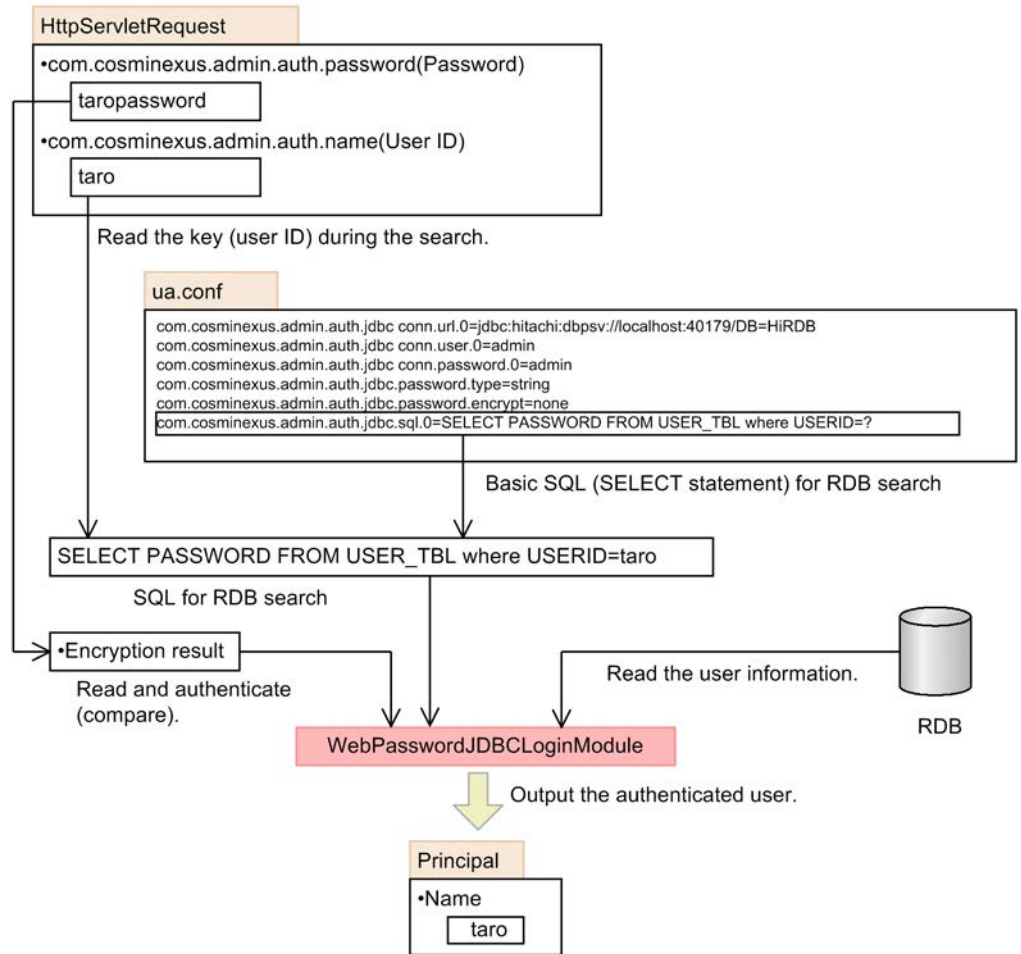 HttpServletRequest
•com.cosminexus.admin.auth.password(Password)
taropassword
•com.cosminexus.admin.auth.name(User ID)
taro
Read the key (user ID) during the search.
ua.conf
com.cosminexus.admin.auth.jdbc conn.url.0=jdbc:hitachi:dbpsv://localhost:40179/DB=HiRDB
com.cosminexus.admin.auth.jdbc conn.user.0=admin
com.cosminexus.admin.auth.jdbc conn.password.0=admin
com.cosminexus.admin.auth.jdbc.password.type=string
com.cosminexus.admin.auth.jdbc.password.encrypt=none
com.cosminexus.admin.auth.jdbc.sql.0=SELECT PASSWORD FROM USER_TBL where USERID=?
Basic SQL (SELECT statement) for RDB search
SELECT PASSWORD FROM USER_TBL where USERID=taro
SQL for RDB search
•Encryption result
Read and authenticate
(compare).
Read the user information.
RDB
WebPasswordJDBCLoginModule
Output the authenticated user.
Principal
•Name
taro